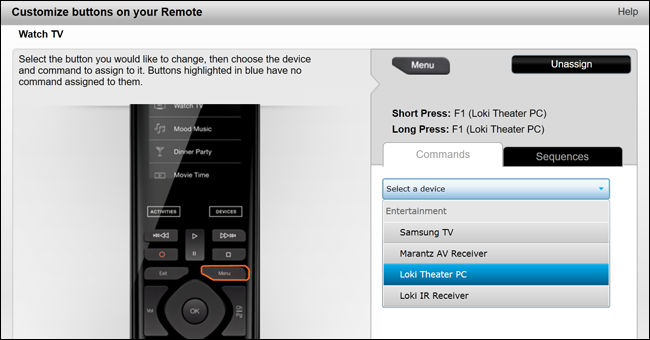 Customize buttons on your Remote
Help
Watch TV
Select the button you would like to change, then choose the device
and command to assign to it. Buttons highlighted in blue have no
command assigned to them.
Watch TV
Mood Music
Dinner Party
Movie Time
ACTIVITIES
DEVICES
Exit
Menu
Vol
OK
Menu
Unassign
Short Press: F1 (Loki Theater PC)
Long Press: F1 (Loki Theater PC)
Commands
Sequences
Select a device
Entertainment
Samsung TV
Marantz AV Receiver
Loki Theater PC
Loki IR Receiver